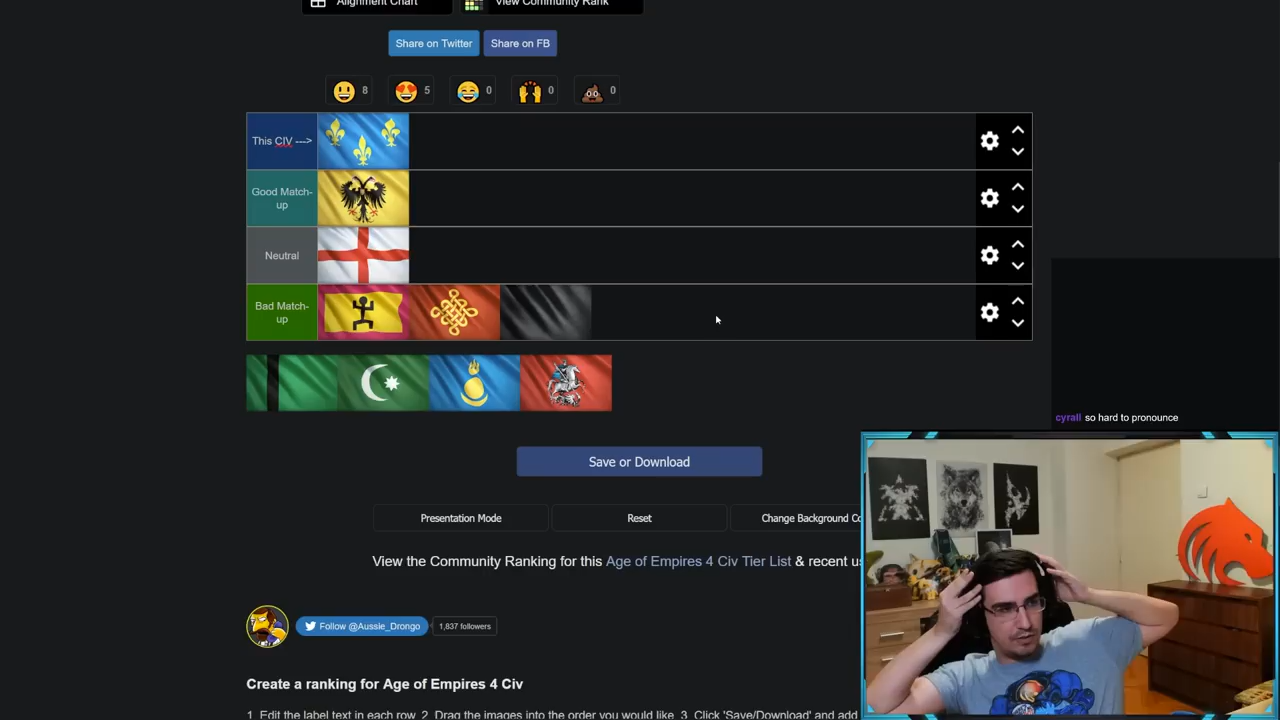 Alignment Chart
View Community Rank
Share on Twitter
Share on FB
8
5
0
0
0
This CIV --->
Good Match-
up
Neutral
Bad Match-
up
cyrall so hard to pronounce
Save or Download
Presentation Mode
Reset
Change Background Co
View the Community Ranking for this Age of Empires 4 Civ Tier List & recent u
Follow @Aussie_Drongo
1,837 followers
Create a ranking for Age of Empires 4 Civ
1. Edit the label text in each row. 2. Drag the images into the order you would like. 3. Click 'Save/Download' and add